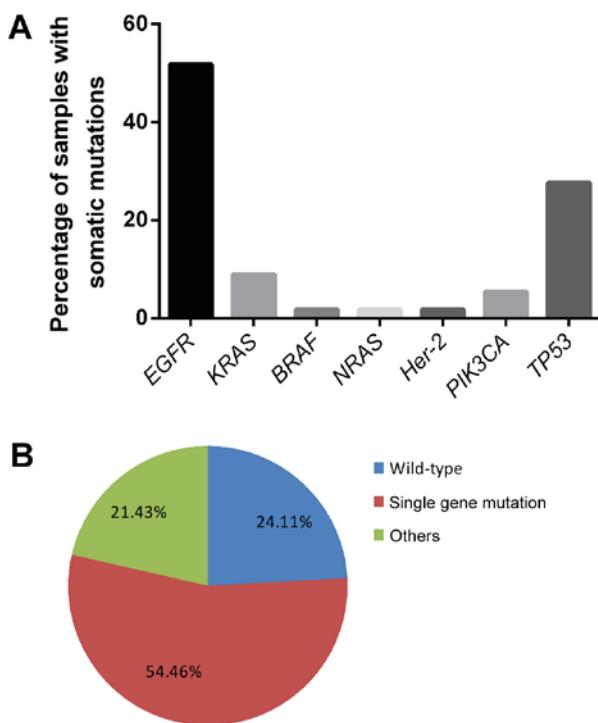 A
Percentage of samples with
somatic mutations
60
40
20
0
EGFR
KRAS
BRAF
NRAS
Her-2
PIK3CA
TP53
B
21.43%
24.11%
54.46%
Wild-type
Single gene mutation
Others